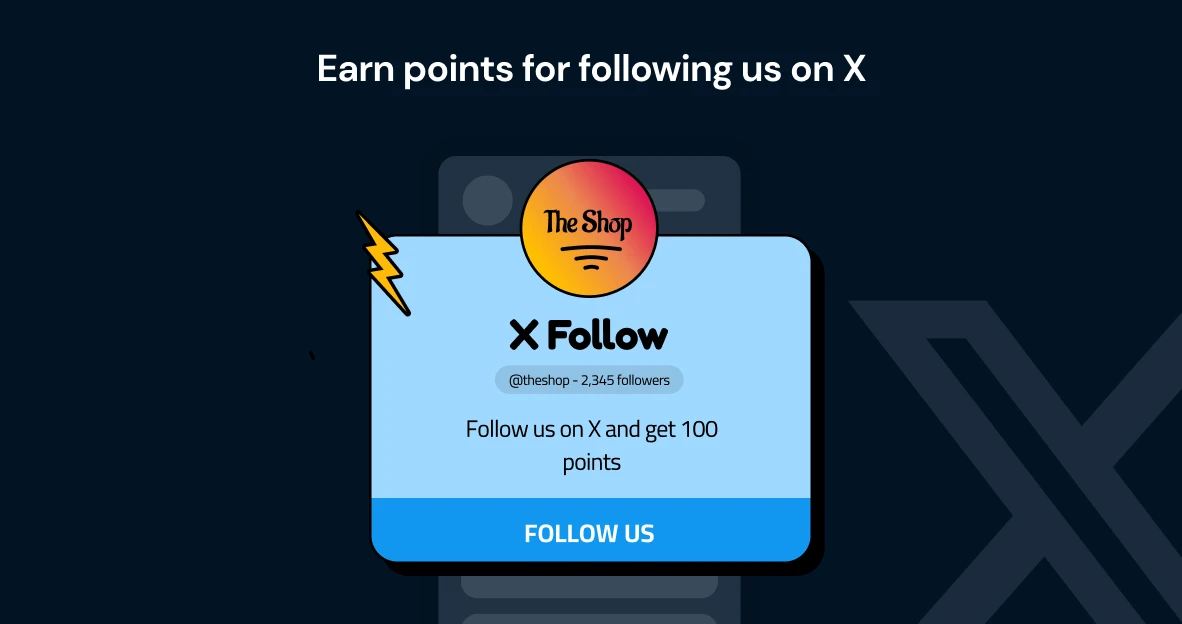 Earn points for following us on X
The Shop
X Follow
@theshop - 2,345 followers
Follow us on X and get 100
points
FOLLOW US